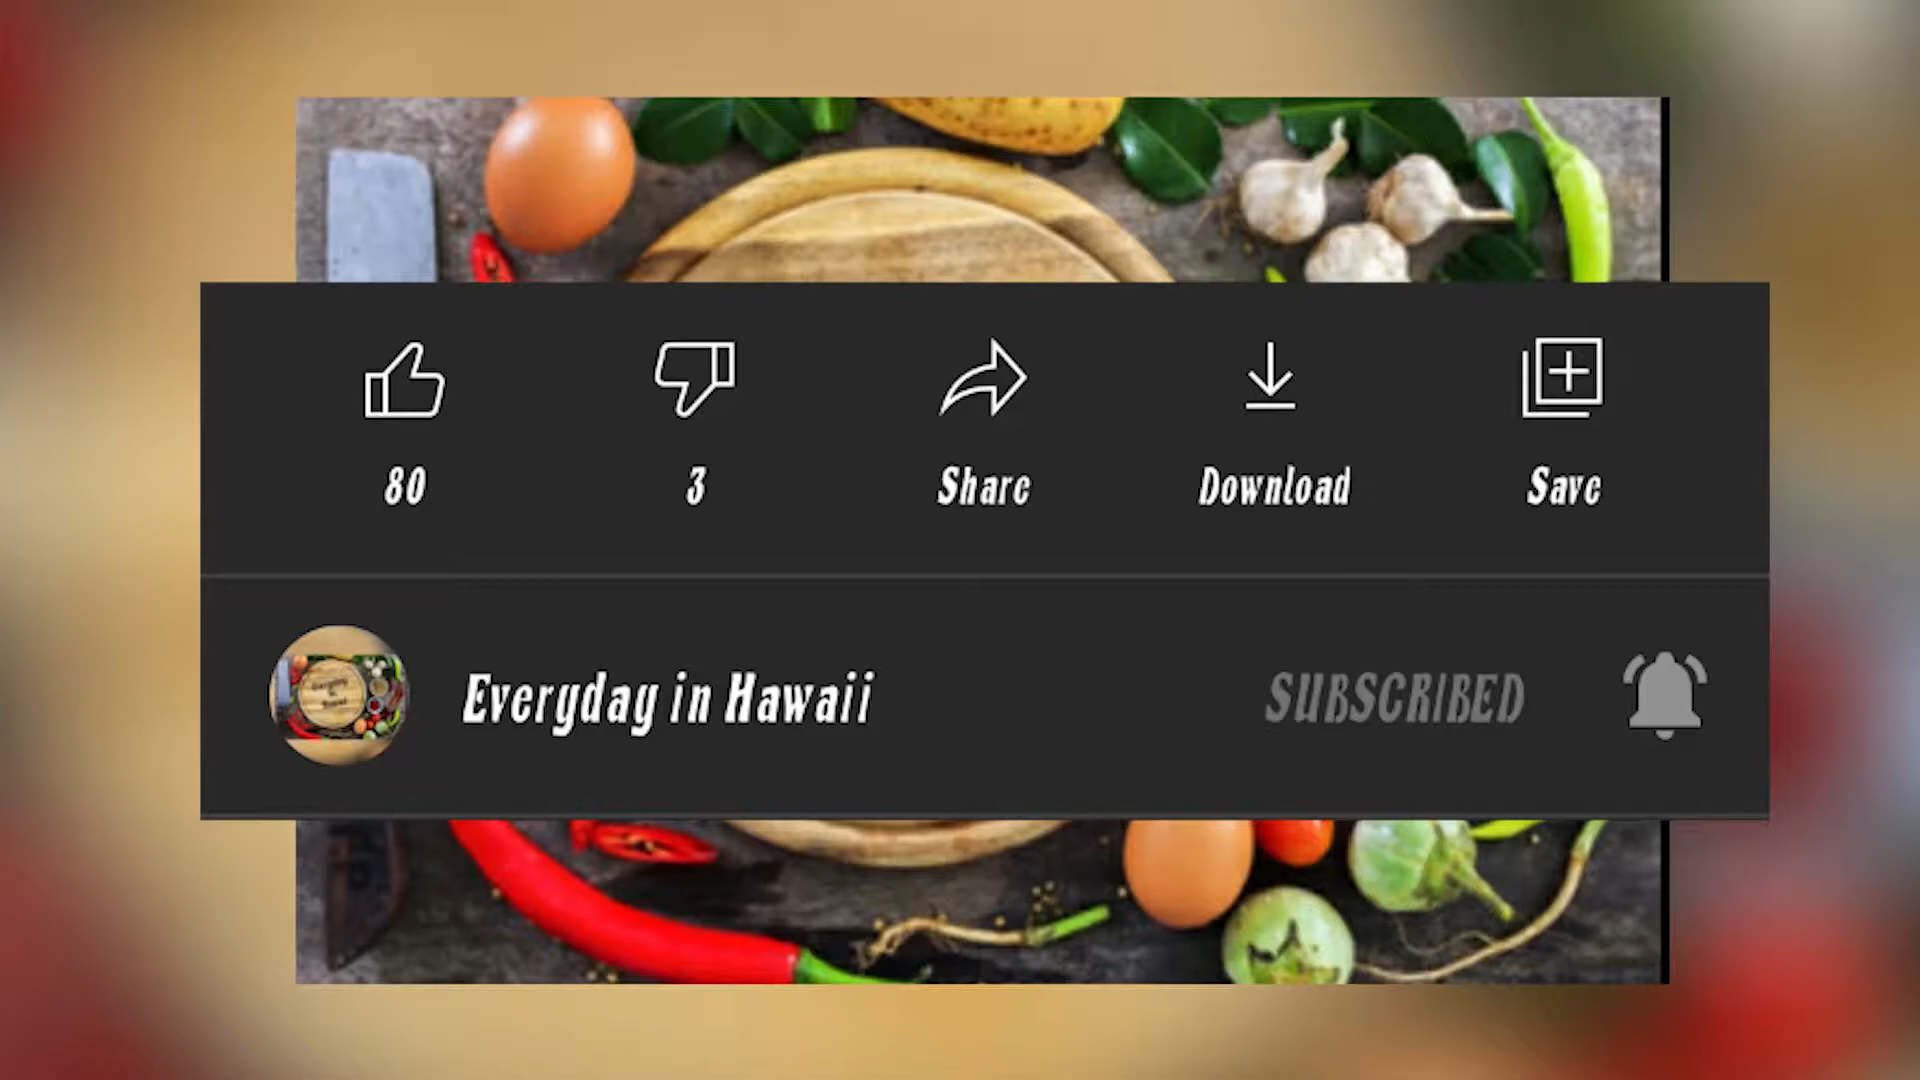 80
3
Share
Download
Save
Everyday in Hawaii
SUBSCRIBED